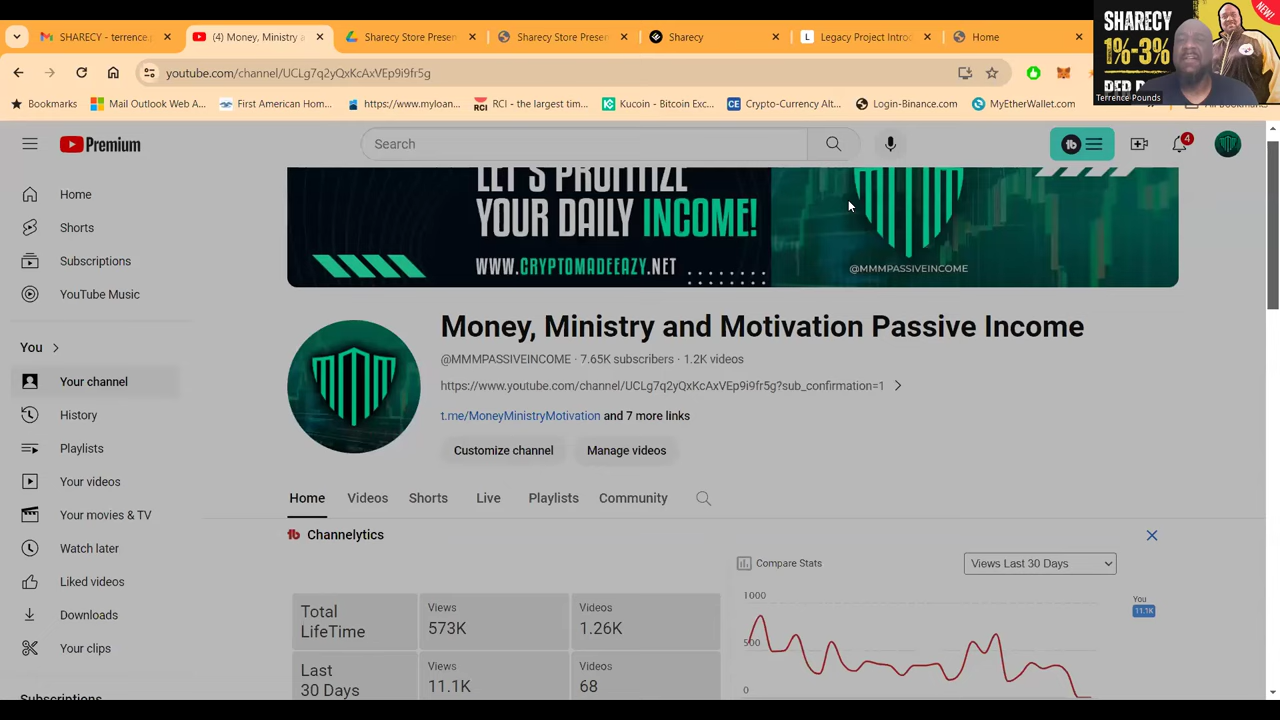 SHARECY - terrence.p
(4) Money, Ministry a
Sharecy Store Presen
Sharecy Store Presen
Sharecy
Legacy Project Intro
Home
SHARECY
1%-3%
PER D
NEW!
Terrence Pounds
youtube.com/channel/UCLg7q2yQxKcAxVEp9i9fr5g
Bookmarks
Mail Outlook Web A...
First American Hom...
https://www.reyloan...
RCI - the largest tim...
Kucoin - Bitcoin Exc...
Crypto-Currency Alt...
Login-Binance.com
MyEtherWallet.com
Premium
Search
4
Home
Shorts
Subscriptions
YouTube Music
You
Your channel
History
Playlists
Your videos
Your movies & TV
Watch later
Liked videos
Downloads
Your clips
Subscriptions
LET'S PROFITIZE
YOUR DAILY INCOME!
WWW.CRYPTOMADEEAZY.NET
@MMMPASSIVEINCOME
Money, Ministry and Motivation Passive Income
@MMMPASSIVEINCOME · 7.65K subscribers · 1.2K videos
https://www.youtube.com/channel/UCLg7q2yQxKcAxVEp9i9fr5g?sub_confirmation=1
t.me/MoneyMinistryMotivation and 7 more links
Customize channel
Manage videos
Home
Videos
Shorts
Live
Playlists
Community
Channelytics
Total
LifeTime
Views
573K
Videos
1.26K
Last
30 Days
Views
11.1K
Videos
68
Compare Stats
Views Last 30 Days
1000
500
0
You
11.1K